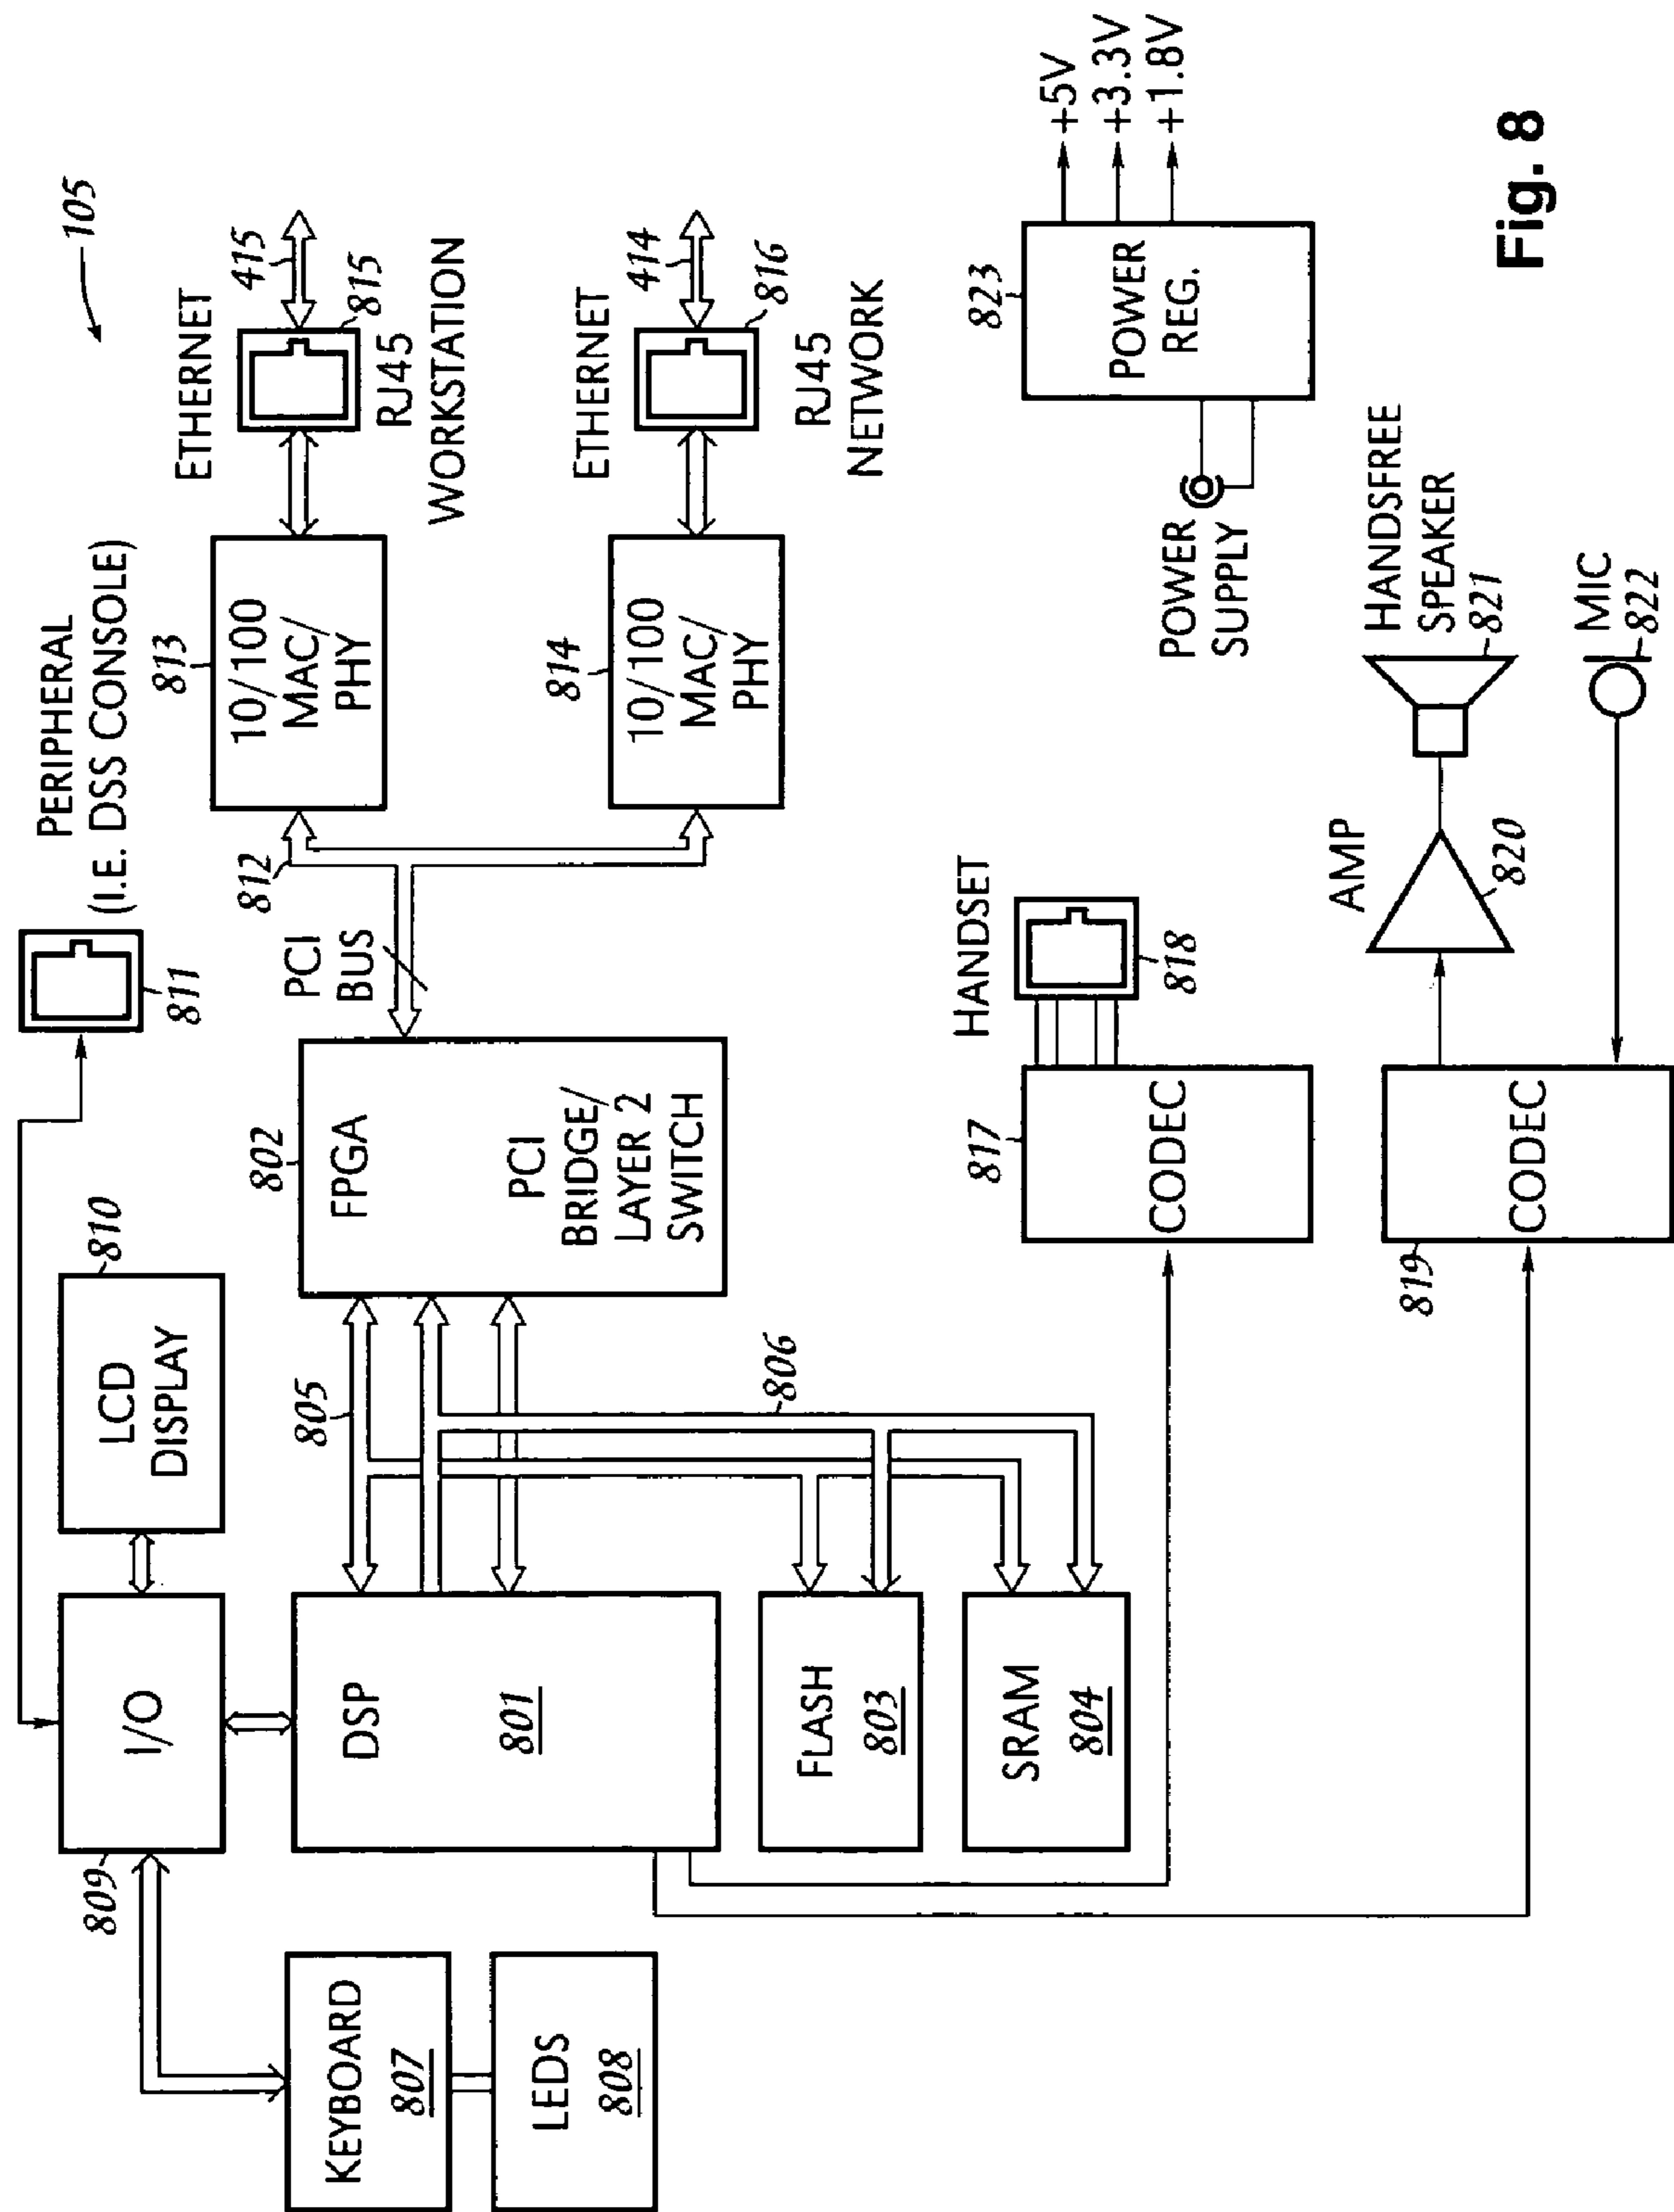 105
PERIPHERAL
(I.E. DSS CONSOLE)
811
810
LCD
DISPLAY
I/O
809
KEYBOARD
807
LEDS
808
DSP
801
FLASH
803
SRAM
804
805
806
802
FPGA
PCI
BRIDGE/
LAYER 2
SWITCH
PCI
BUS
812
813
10/100
MAC/
PHY
814
10/100
MAC/
PHY
ETHERNET
415
815
RJ45
WORKSTATION
ETHERNET
414
816
RJ45
NETWORK
HANDSET
818
817
CODEC
819
CODEC
AMP
820
HANDSFREE
SPEAKER
821
MIC
822
POWER
SUPPLY
823
POWER
REG.
+5V
+3.3V
+1.8V
Fig. 8